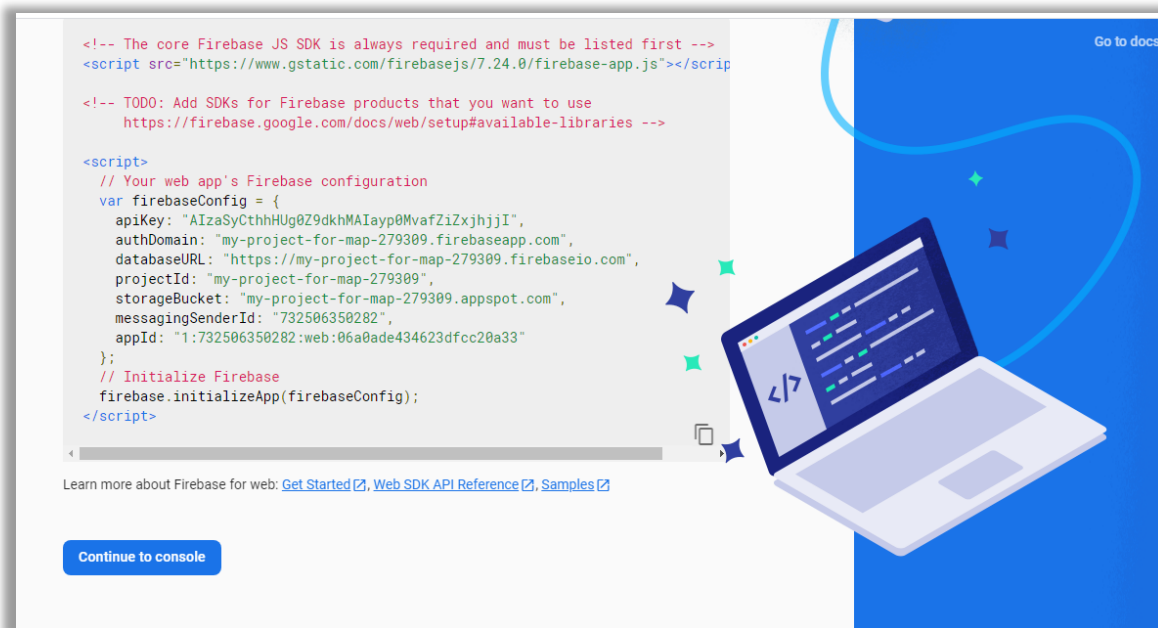 <!-- The core Firebase JS SDK is always required and must be listed first -->
<script src="https://www.gstatic.com/firebasejs/7.24.0/firebase-app.js"></scrip
<!-- TODO: Add SDKs for Firebase products that you want to use
https://firebase.google.com/docs/web/setup#available-libraries -->
<script>
// Your web app's Firebase configuration
var firebaseConfig = {
apiKey: "AIzaSyCthhHUg0Z9dkhMAIayp0MvafZiZxjhjjI",
authDomain: "my-project-for-map-279309.firebaseapp.com",
databaseURL: "https://my-project-for-map-279309.firebaseio.com",
projectId: "my-project-for-map-279309",
storageBucket: "my-project-for-map-279309.appspot.com",
messagingSenderId: "732506350282",
appId: "1:732506350282:web:06a0ade434623dfcc20a33"
};
// Initialize Firebase
firebase.initializeApp(firebaseConfig);
</script>
Learn more about Firebase for web: Get Started, Web SDK API Reference, Samples
Continue to console
Go to docs
</>